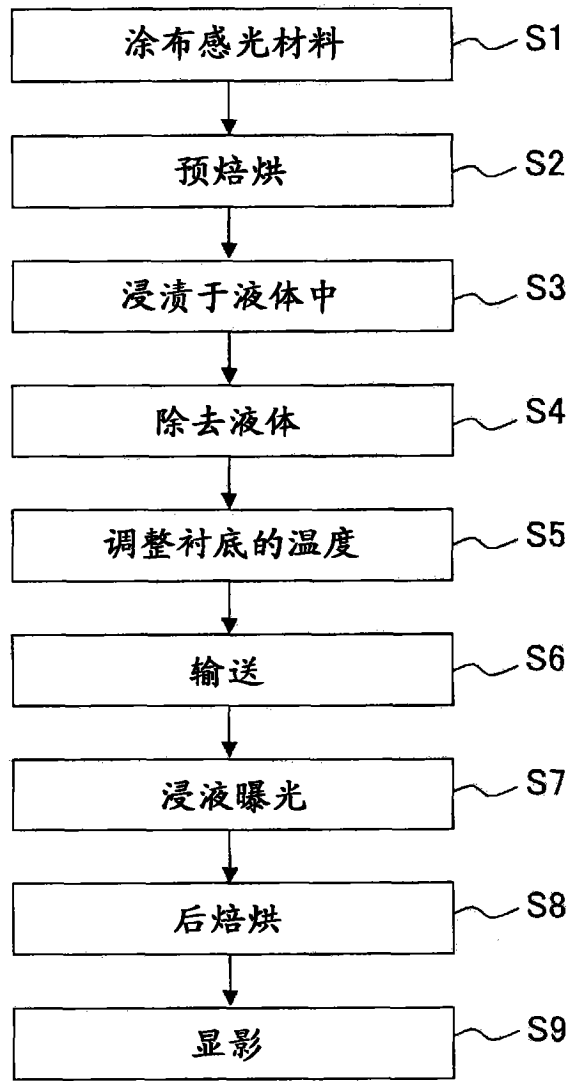 涂布感光材料 S1
预焙烘 S2
浸渍于液体中 S3
除去液体 S4
调整衬底的温度 S5
输送 S6
浸液曝光 S7
后焙烘 S8
显影 S9